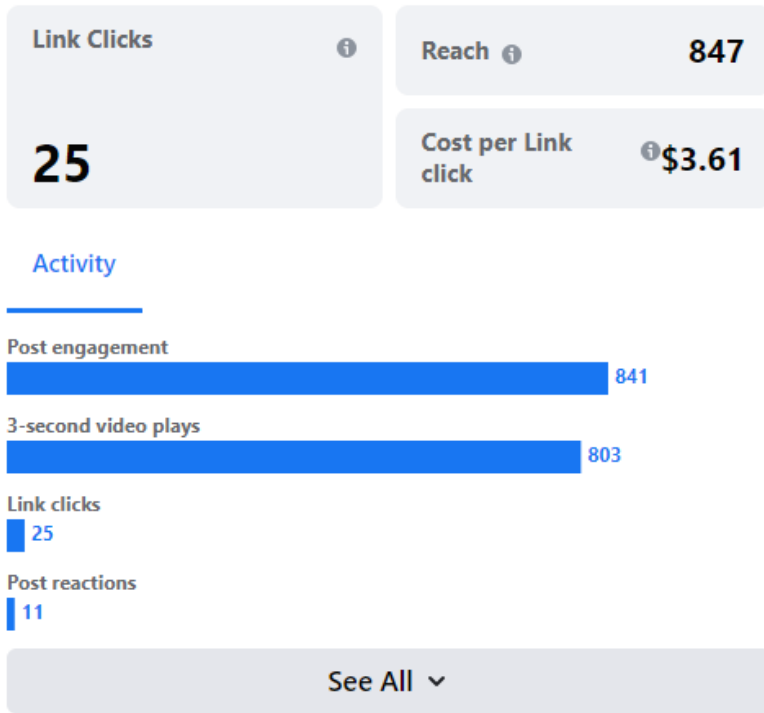 Link Clicks
25
Reach
847
Cost per Link
click
$3.61
Activity
Post engagement
841
3-second video plays
803
Link clicks
25
Post reactions
11
See All